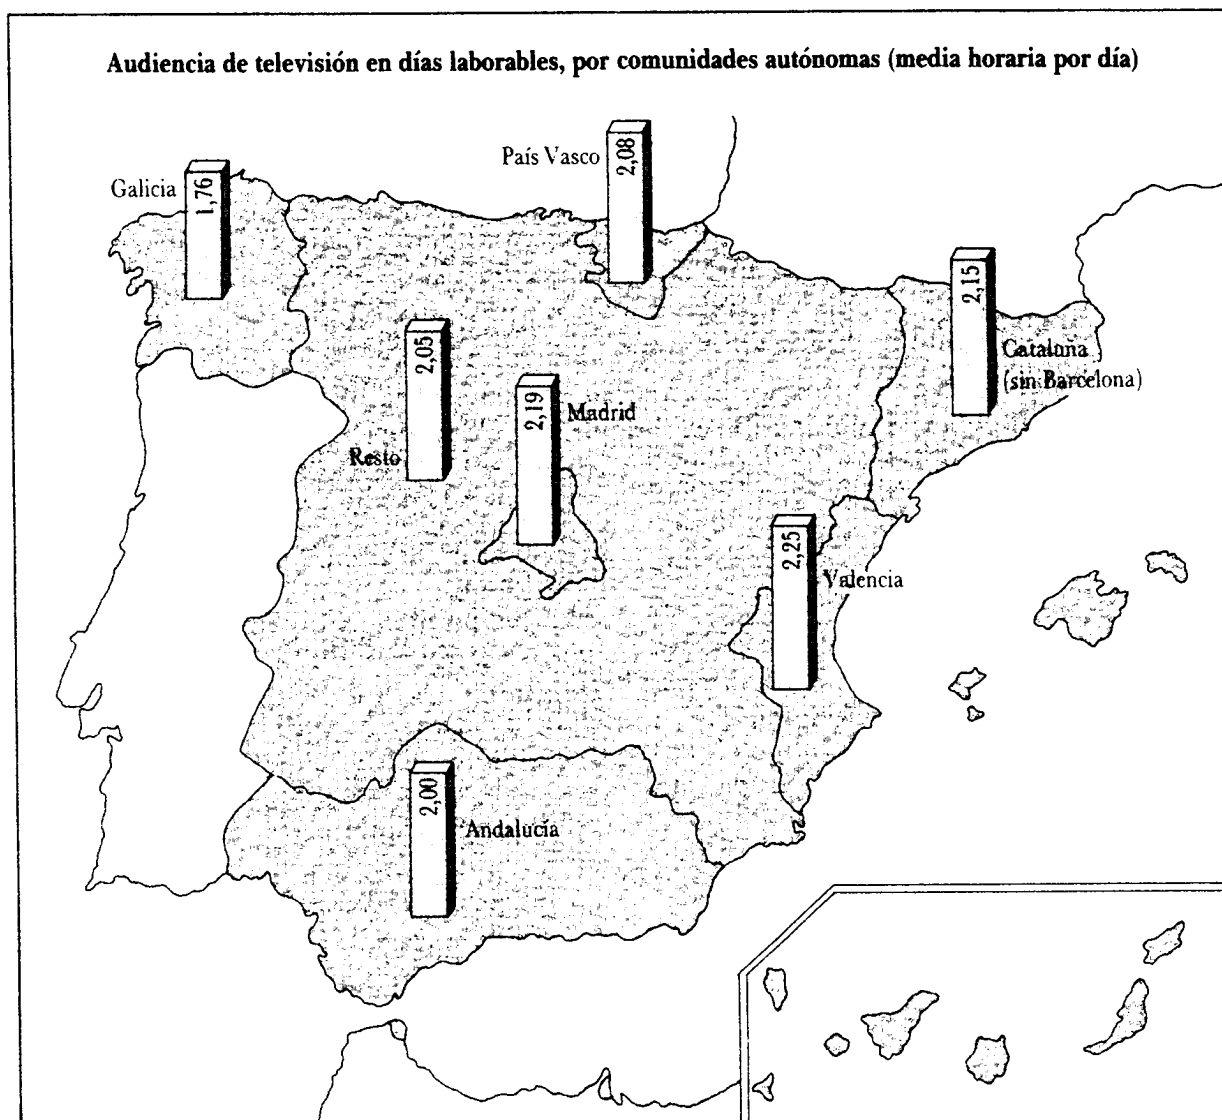 Audiencia de televisión en días laborables, por comunidades autónomas (media horaria por día)
País Vasco
2,08
Galicia
1,76
2,15
Cataluña
(sin Barcelona)
2,05
Resto
2,19
Madrid
2,25
Valencia
2,00
Andalucía